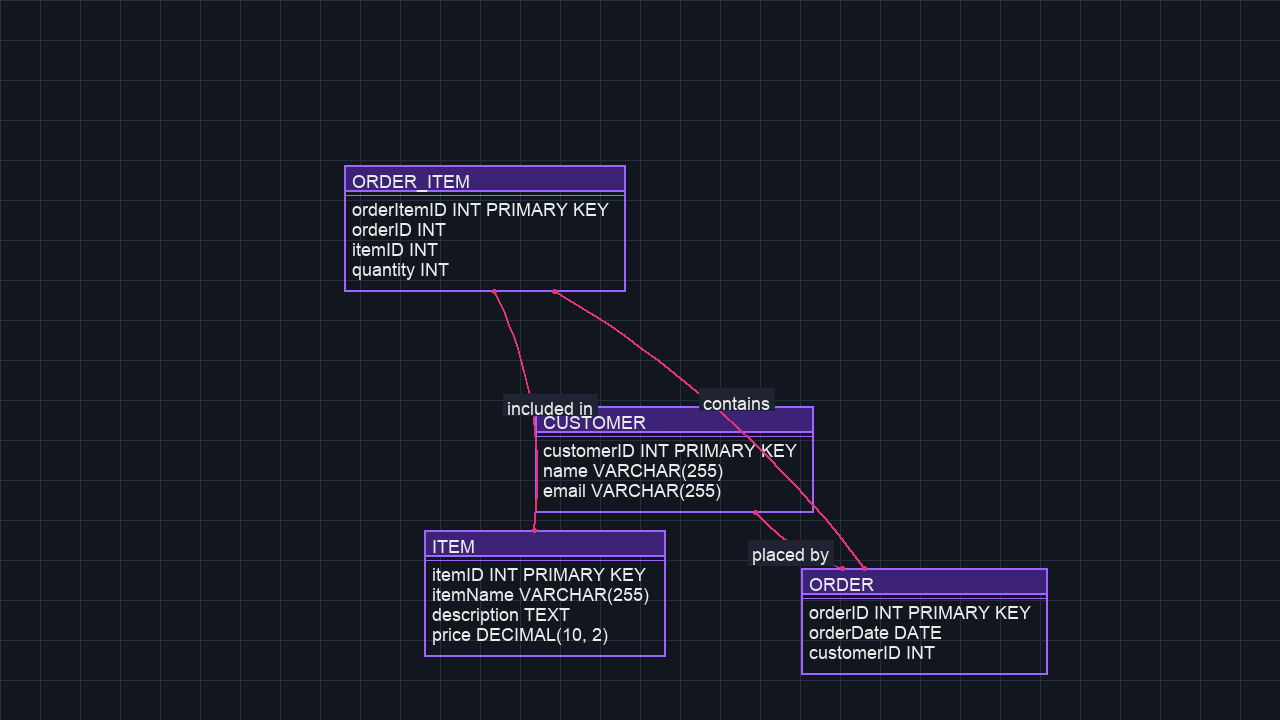 ORDER_ITEM
orderItemID INT PRIMARY KEY
orderID INT
itemID INT
quantity INT
included in
contains
CUSTOMER
customerID INT PRIMARY KEY
name VARCHAR(255)
email VARCHAR(255)
placed by
ITEM
itemID INT PRIMARY KEY
itemName VARCHAR(255)
description TEXT
price DECIMAL(10, 2)
ORDER
orderID INT PRIMARY KEY
orderDate DATE
customerID INT